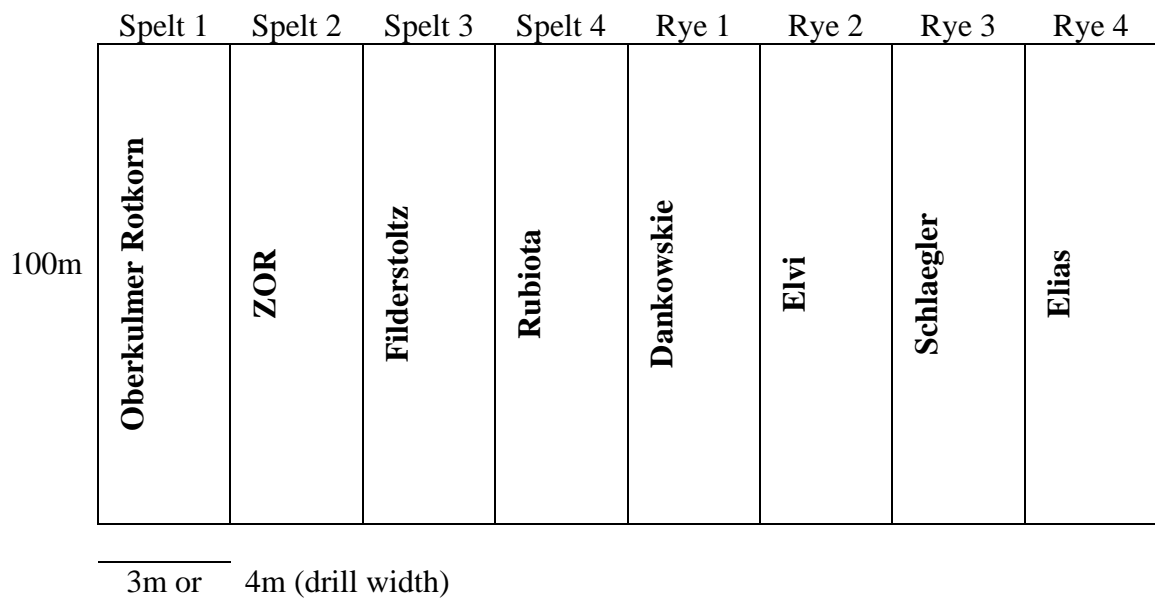 Spelt 1 Spelt 2 Spelt 3 Spelt 4 Rye 1 Rye 2 Rye 3 Rye 4
100m
Oberkulmer Rotkorn
ZOR
Filderstoltz
Rubiota
Dankowskie
Elvi
Schlaegler
Elias
3m or 4m (drill width)